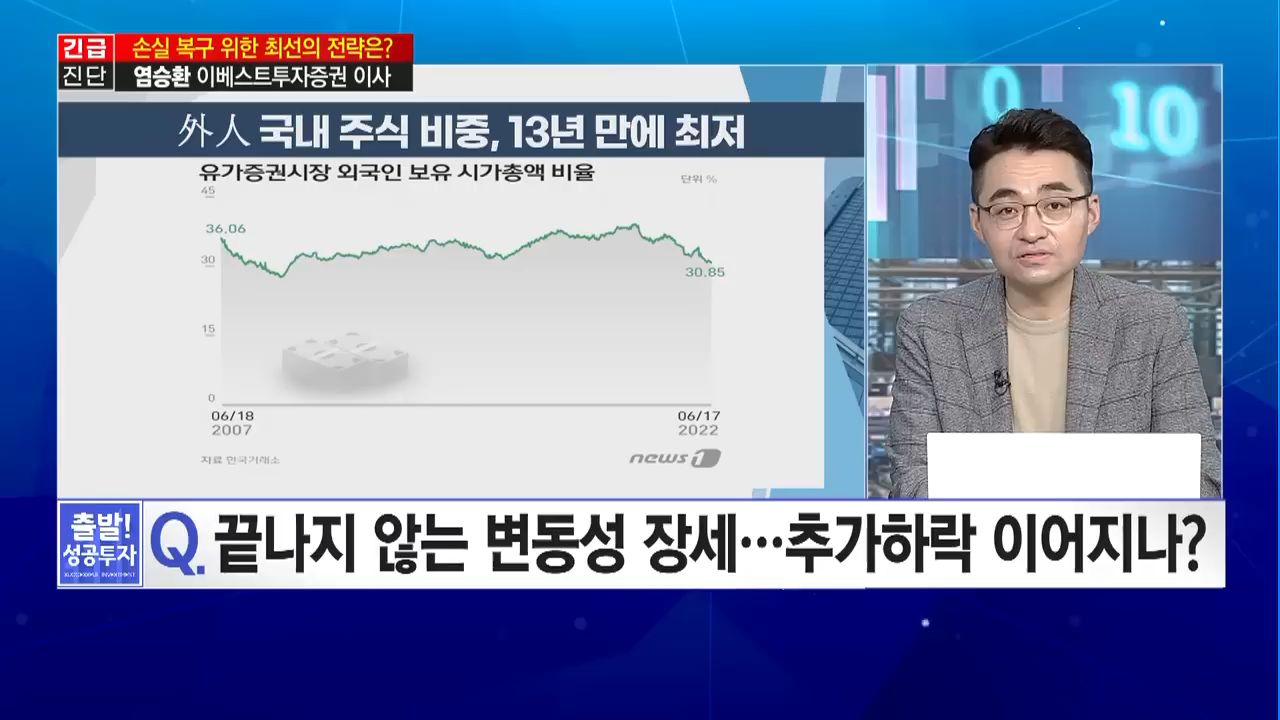 긴급
진단
손실 복구 위한 최선의 전략은?
염승환 이베스트투자증권 이사
外人 국내 주식 비중, 13년 만에 최저
유가증권시장 외국인 보유 시가총액 비율
단위 %
45
36.06
30
30.85
15
0
06/18
2007
06/17
2022
자료 한국거래소
news1
0 10
출발!
성공투자
Q. 끝나지 않는 변동성 장세…추가하락 이어지나?